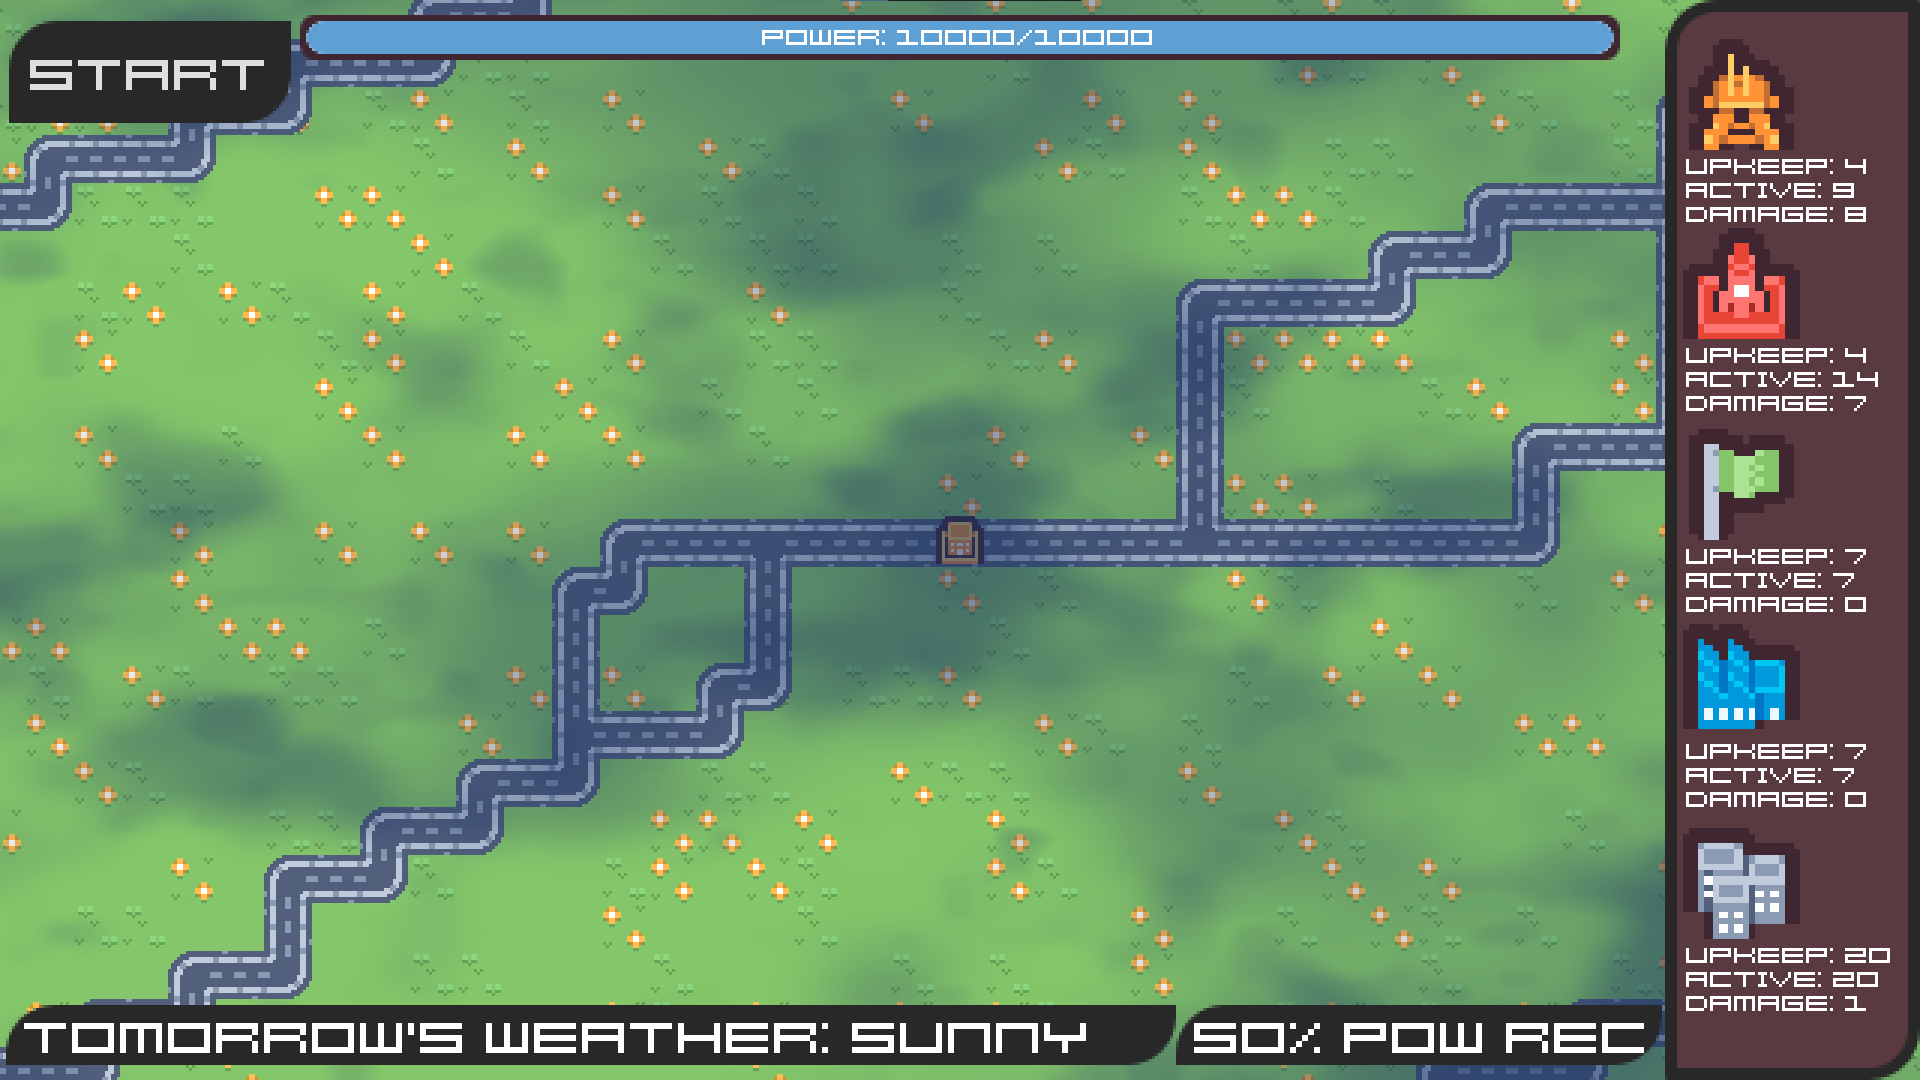 START
POWER: 10000/10000
UPKEEP: 4
ACTIVE: 9
DAMAGE: 8
UPKEEP: 4
ACTIVE: 14
DAMAGE: 7
UPKEEP: 7
ACTIVE: 7
DAMAGE: 0
UPKEEP: 7
ACTIVE: 7
DAMAGE: 0
UPKEEP: 20
ACTIVE: 20
DAMAGE: 1
TOMORROW'S WEATHER: SUNNY
50% POW REC